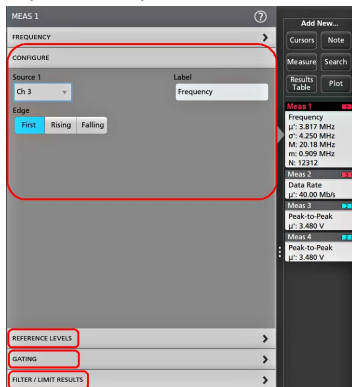 MEAS 1
?
FREQUENCY
CONFIGURE
Source 1
Label
Ch 3
Frequency
Edge
First Rising Falling
REFERENCE LEVELS
GATING
FILTER / LIMIT RESULTS
Add New...
Cursors Note
Measure Search
Results Table Plot
Meas 1
Frequency
µ': 3.817 MHz
σ': 4.250 MHz
M: 20.18 MHz
m: 0.909 MHz
N: 12312
Meas 2
Data Rate
µ': 40.00 Mb/s
Meas 3
Peak-to-Peak
µ': 3.480 V
Meas 4
Peak-to-Peak
µ': 3.480 V